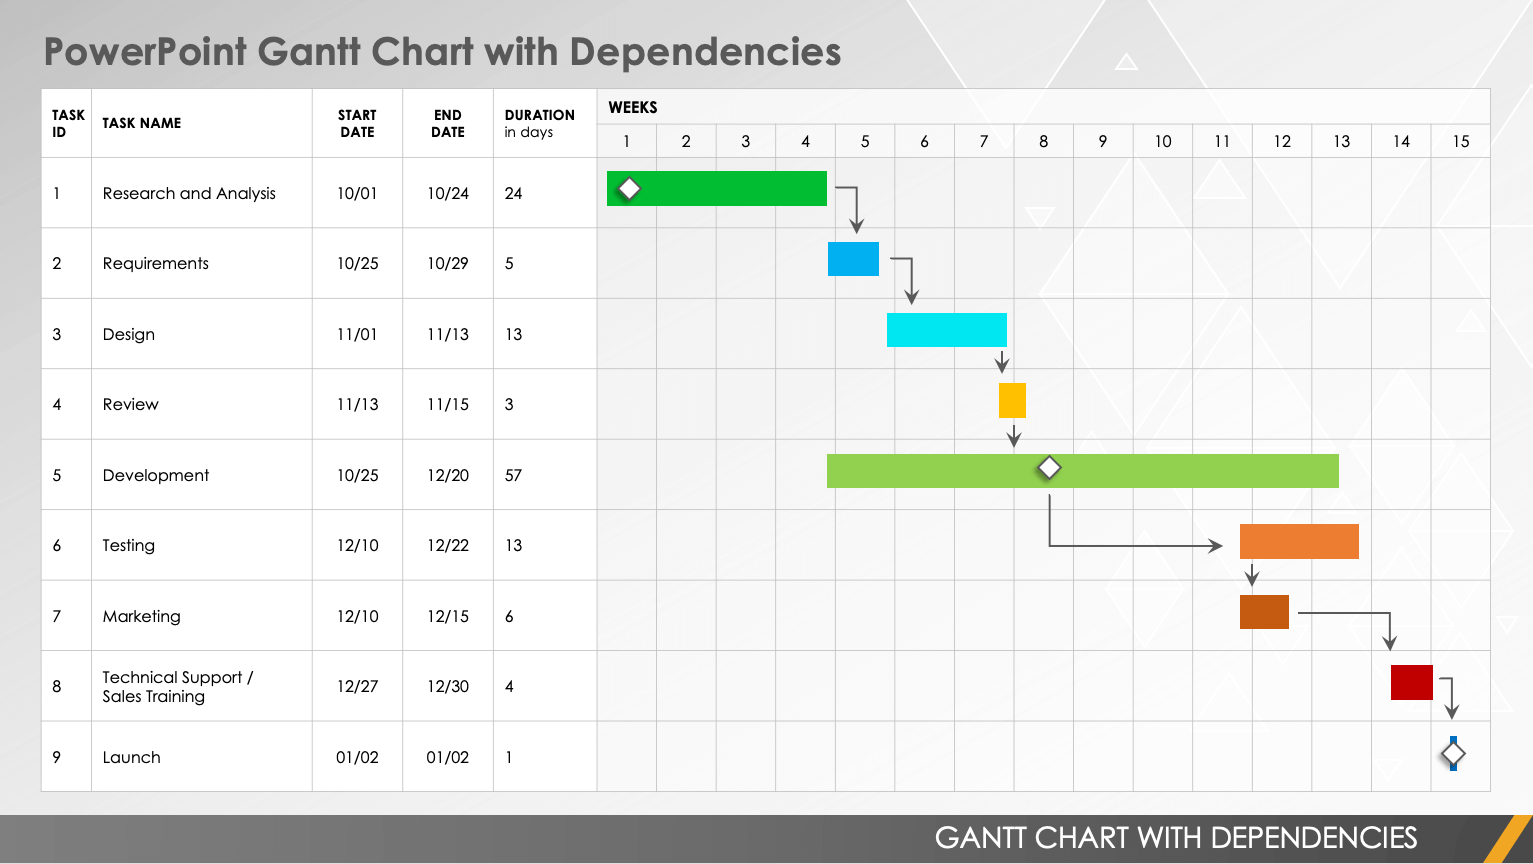 PowerPoint Gantt Chart with Dependencies
TASK ID TASK NAME START DATE END DATE DURATION in days WEEKS
1 2 3 4 5 6 7 8 9 10 11 12 13 14 15
1 Research and Analysis 10/01 10/24 24
2 Requirements 10/25 10/29 5
3 Design 11/01 11/13 13
4 Review 11/13 11/15 3
5 Development 10/25 12/20 57
6 Testing 12/10 12/22 13
7 Marketing 12/10 12/15 6
8 Technical Support / Sales Training 12/27 12/30 4
9 Launch 01/02 01/02 1
GANTT CHART WITH DEPENDENCIES